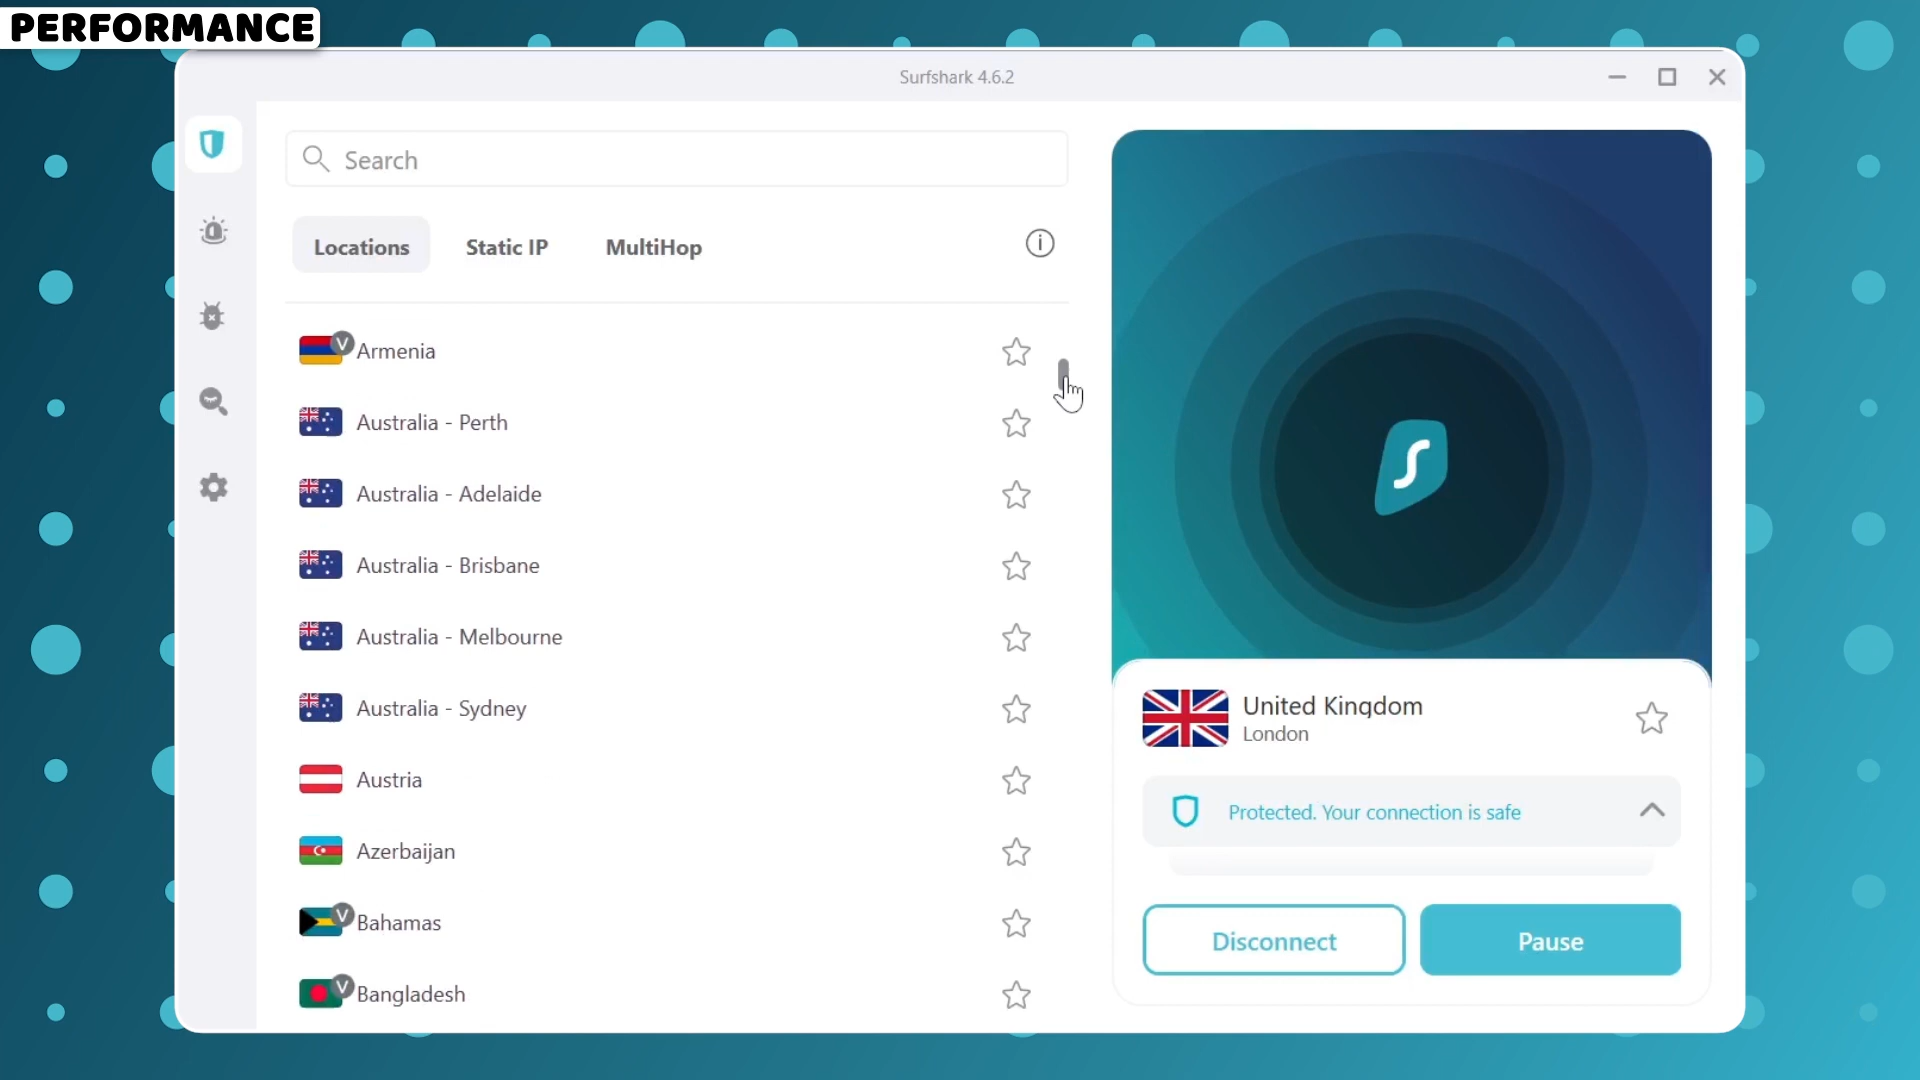 PERFORMANCE
Surfshark 4.6.2
Search
Locations
Static IP
MultiHop
V
Armenia
Australia - Perth
Australia - Adelaide
Australia - Brisbane
Australia - Melbourne
Australia - Sydney
Austria
Azerbaijan
V
Bahamas
V
Bangladesh
United Kingdom
London
Protected. Your connection is safe
Disconnect
Pause